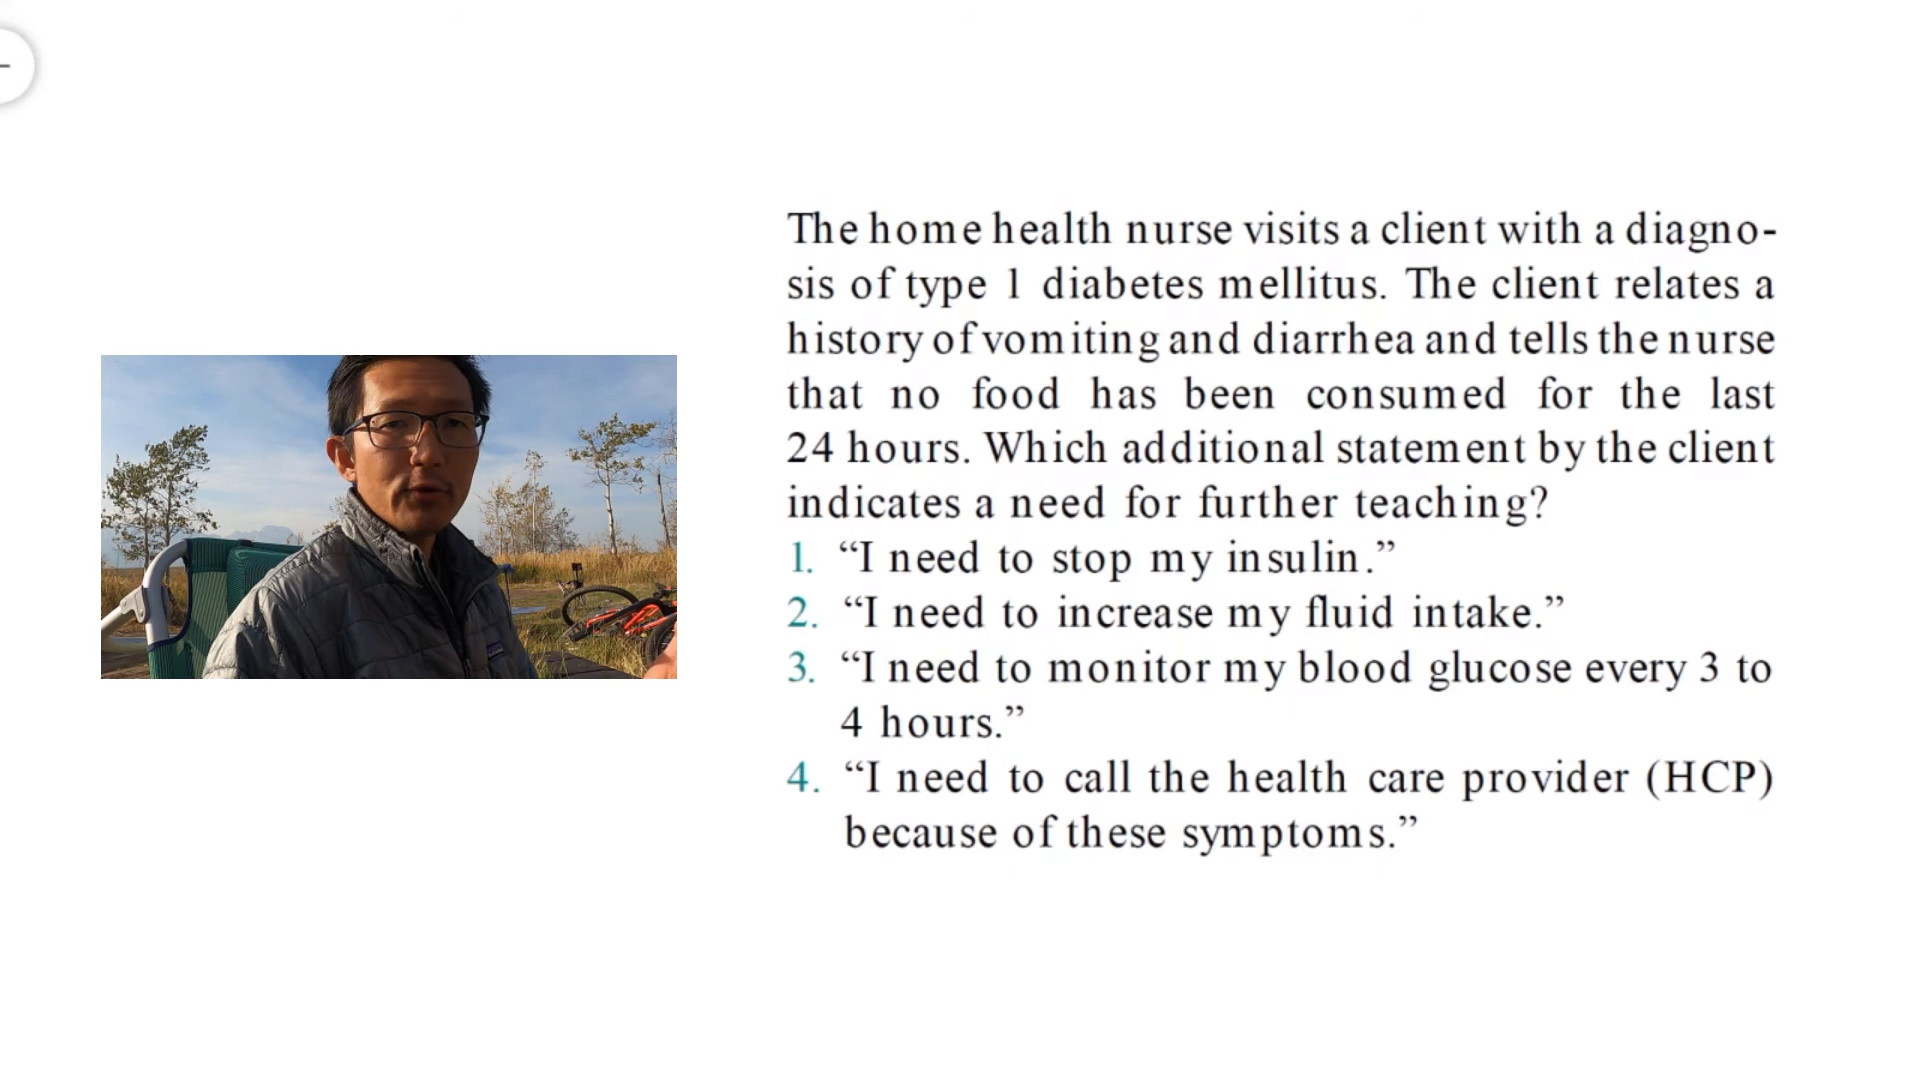 The home health nurse visits a client with a diagno-
sis of type 1 diabetes mellitus. The client relates a
history of vomiting and diarrhea and tells the nurse
that no food has been consumed for the last
24 hours. Which additional statement by the client
indicates a need for further teaching?
1. “I need to stop my insulin.”
2. “I need to increase my fluid intake.”
3. “I need to monitor my blood glucose every 3 to
4 hours.”
4. “I need to call the health care provider (HCP)
because of these symptoms.”